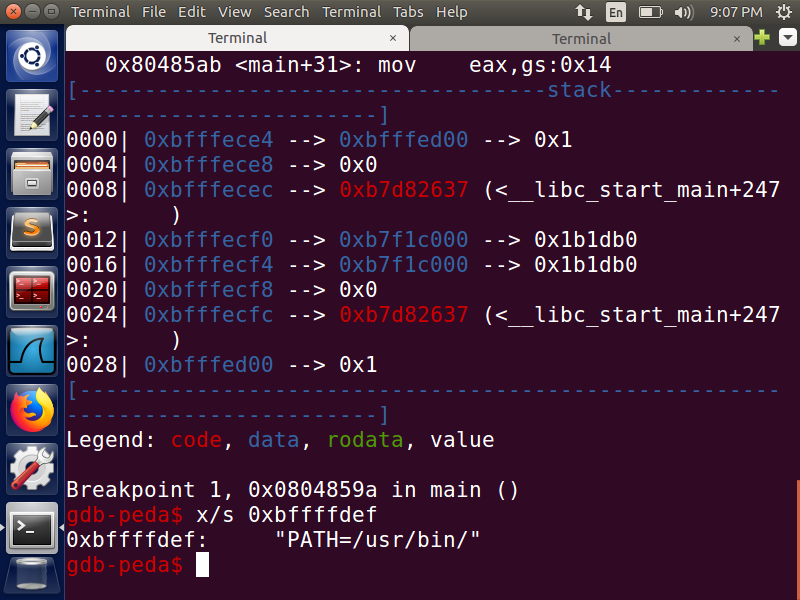 Terminal File Edit View Search Terminal Tabs Help En 9:07 PM
Terminal × Terminal ×
0x80485ab <main+31>: mov    eax,gs:0x14
[------------------------------------stack-------------
------------------------]
0000| 0xbfffece4 --> 0xbfffed00 --> 0x1
0004| 0xbfffece8 --> 0x0
0008| 0xbfffecec --> 0xb7d82637 (<__libc_start_main+247
>:      )
0012| 0xbfffecf0 --> 0xb7f1c000 --> 0x1b1db0
0016| 0xbfffecf4 --> 0xb7f1c000 --> 0x1b1db0
0020| 0xbfffecf8 --> 0x0
0024| 0xbfffecfc --> 0xb7d82637 (<__libc_start_main+247
>:      )
0028| 0xbfffed00 --> 0x1
[------------------------------------------------------
------------------------]
Legend: code, data, rodata, value
Breakpoint 1, 0x0804859a in main ()
gdb-peda$ x/s 0xbffffdef
0xbffffdef:     "PATH=/usr/bin/"
gdb-peda$